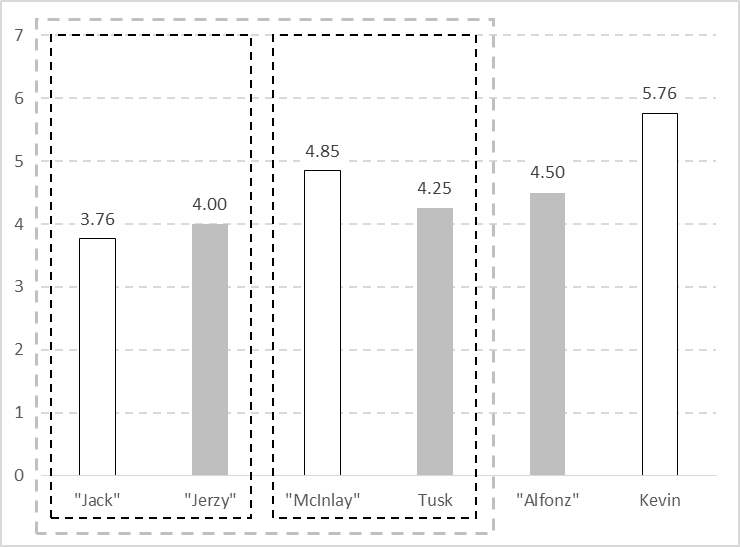 7
6
5
4
3
2
1
0
3.76
4.00
4.85
4.25
4.50
5.76
"Jack"
"Jerzy"
"McInlay"
Tusk
"Alfonz"
Kevin